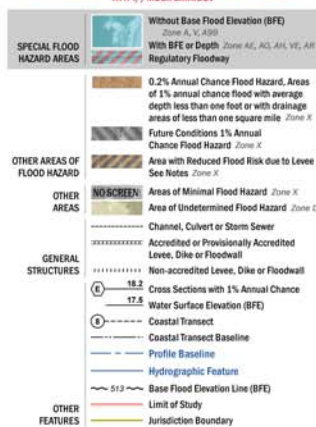 Without Base Flood Elevation (BFE)
Zone A, V, A99
SPECIAL FLOOD
HAZARD AREAS
With BFE or Depth Zone AE, AO, AH, VE, AR
Regulatory Floodway
0.2% Annual Chance Flood Hazard, Areas
of 1% annual chance flood with average
depth less than one foot or with drainage
areas of less than one square mile Zone X
Future Conditions 1% Annual
Chance Flood Hazard Zone X
OTHER AREAS OF
FLOOD HAZARD
Area with Reduced Flood Risk due to Levee
See Notes Zone X
OTHER
AREAS
NO SCREEN
Areas of Minimal Flood Hazard Zone X
Area of Undetermined Flood Hazard Zone D
Channel, Culvert or Storm Sewer
Accredited or Provisionally Accredited
Levee, Dike or Floodwall
GENERAL
STRUCTURES
Non-accredited Levee, Dike or Floodwall
E 18.2 Cross Sections with 1% Annual Chance
17.5 Water Surface Elevation (BFE)
8 Coastal Transect
Coastal Transect Baseline
Profile Baseline
Hydrographic Feature
513 Base Flood Elevation Line (BFE)
OTHER
FEATURES
Limit of Study
Jurisdiction Boundary